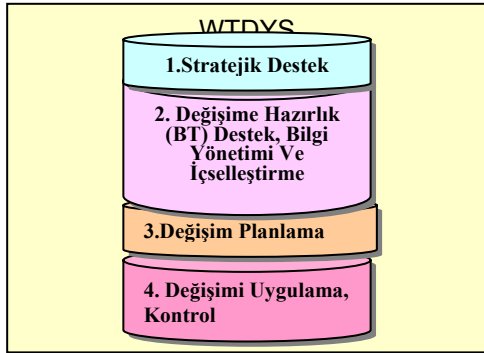 WTDYS
1.Stratejik Destek
2. Değişime Hazırlık
(BT) Destek, Bilgi
Yönetimi Ve
İçselleştirme
3.Değişim Planlama
4. Değişimi Uygulama,
Kontrol